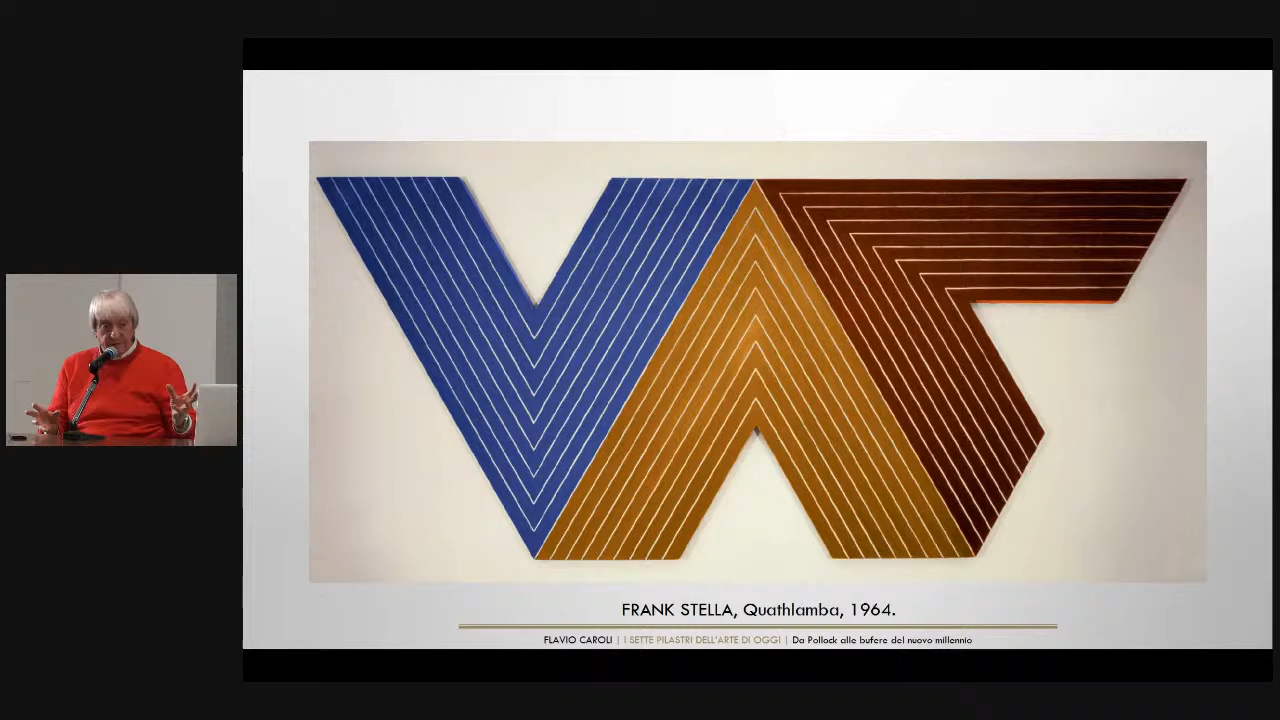 FRANK STELLA, Quathlamba, 1964.
FLAVIO CAROLI | I SETTE PILASTRI DELL'ARTE DI OGGI | Da Pollock alle bufere del nuovo millennio